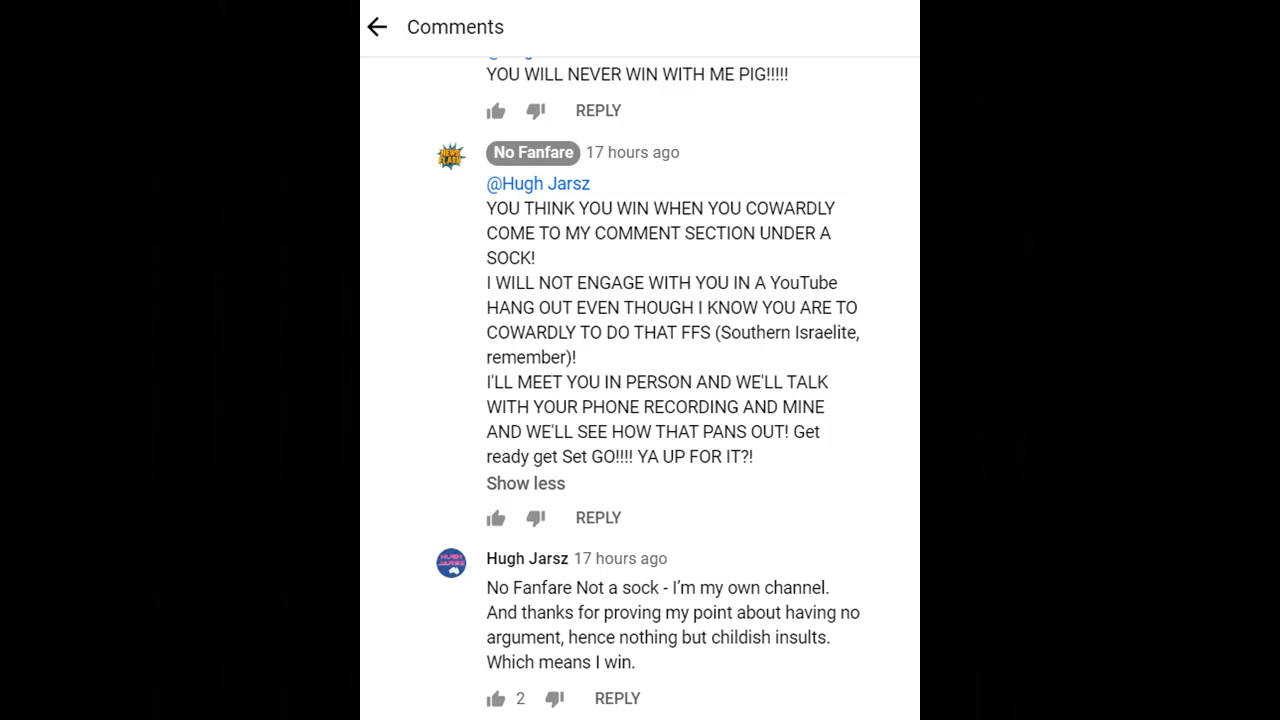 Comments
YOU WILL NEVER WIN WITH ME PIG!!!!!
REPLY
No Fanfare 17 hours ago
@Hugh Jarsz
YOU THINK YOU WIN WHEN YOU COWARDLY
COME TO MY COMMENT SECTION UNDER A
SOCK!
I WILL NOT ENGAGE WITH YOU IN A YouTube
HANG OUT EVEN THOUGH I KNOW YOU ARE TO
COWARDLY TO DO THAT FFS (Southern Israelite,
remember)!
I'LL MEET YOU IN PERSON AND WE'LL TALK
WITH YOUR PHONE RECORDING AND MINE
AND WE'LL SEE HOW THAT PANS OUT! Get
ready get Set GO!!!! YA UP FOR IT?!
Show less
REPLY
HUGH
JARSZ
Hugh Jarsz 17 hours ago
No Fanfare Not a sock - I’m my own channel.
And thanks for proving my point about having no
argument, hence nothing but childish insults.
Which means I win.
2 REPLY